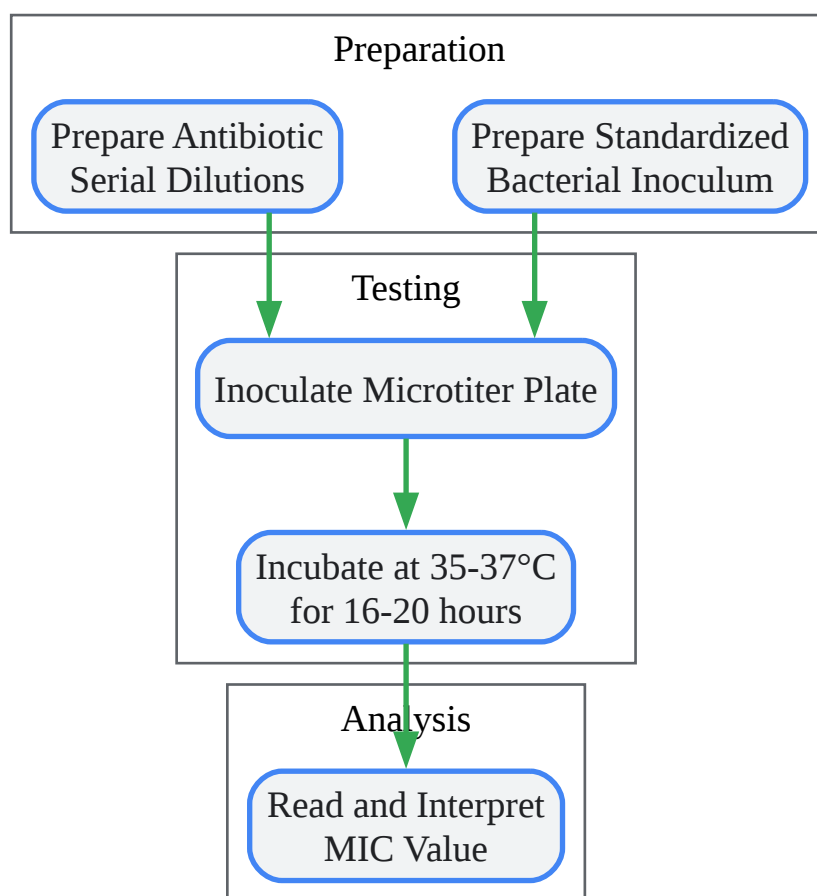 Preparation
Prepare Antibiotic
Serial Dilutions
Prepare Standardized
Bacterial Inoculum
Testing
Inoculate Microtiter Plate
Incubate at 35-37°C
for 16-20 hours
Analysis
Read and Interpret
MIC Value